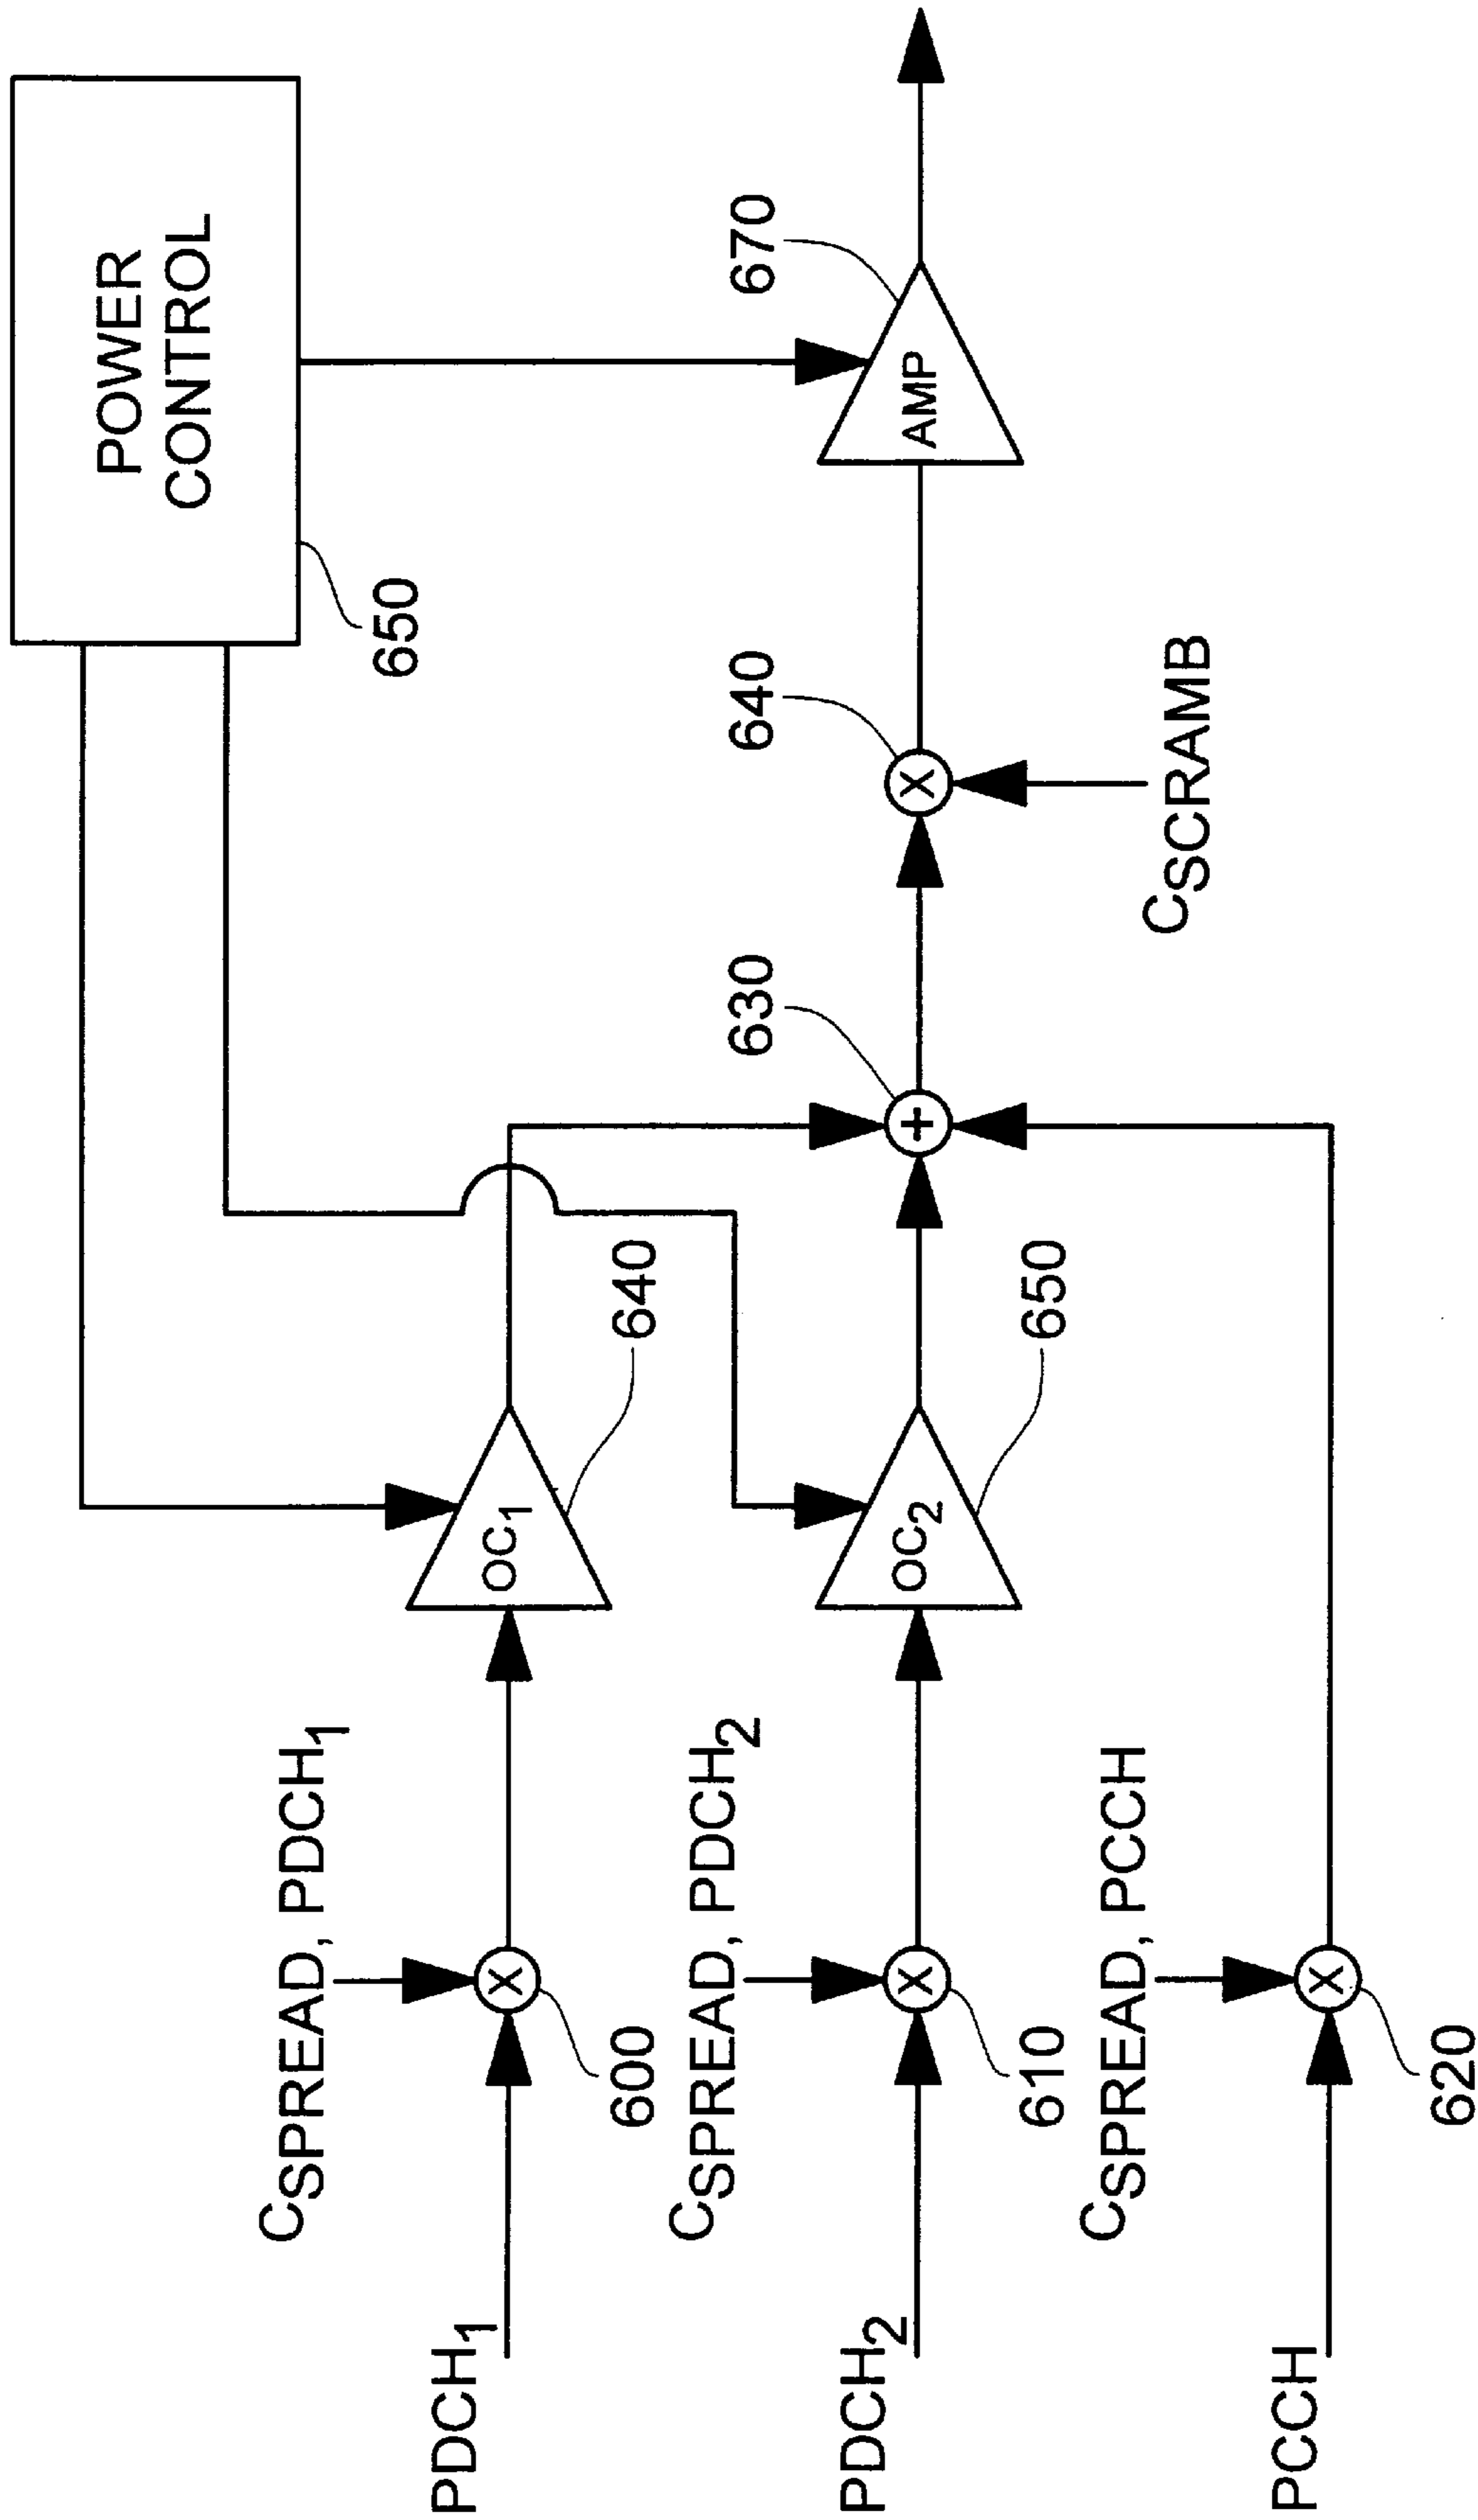 POWER
CONTROL
650
CSPREAD, PDCH1
PDCH1
600
OC1
640
CSPREAD, PDCH2
PDCH2
610
OC2
650
630
+
640
X
670
AMP
CSCRAMB
CSPREAD, PCCH
PCCH
620
X
X
X